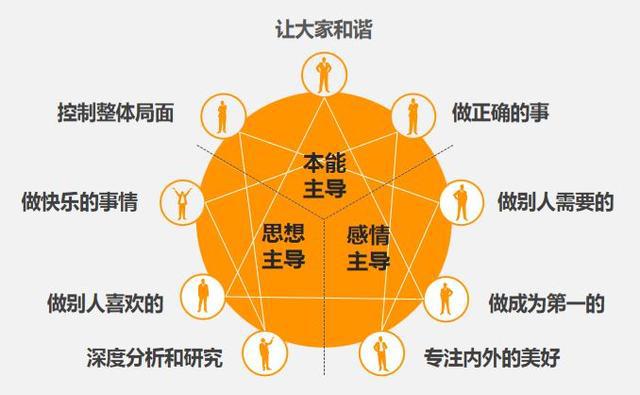 让大家和谐
控制整体局面
做正确的事
本能
主导
做快乐的事情
做别人需要的
思想
主导
感情
主导
做别人喜欢的
做成为第一的
深度分析和研究
专注内外的美好